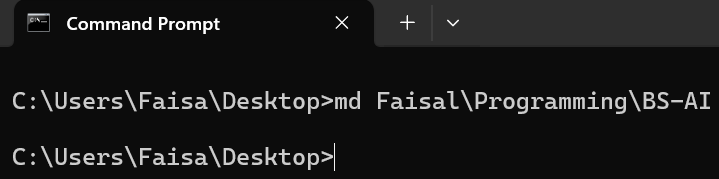 Command Prompt
C:\Users\Faisa\Desktop>md Faisal\Programming\BS-AI
C:\Users\Faisa\Desktop>